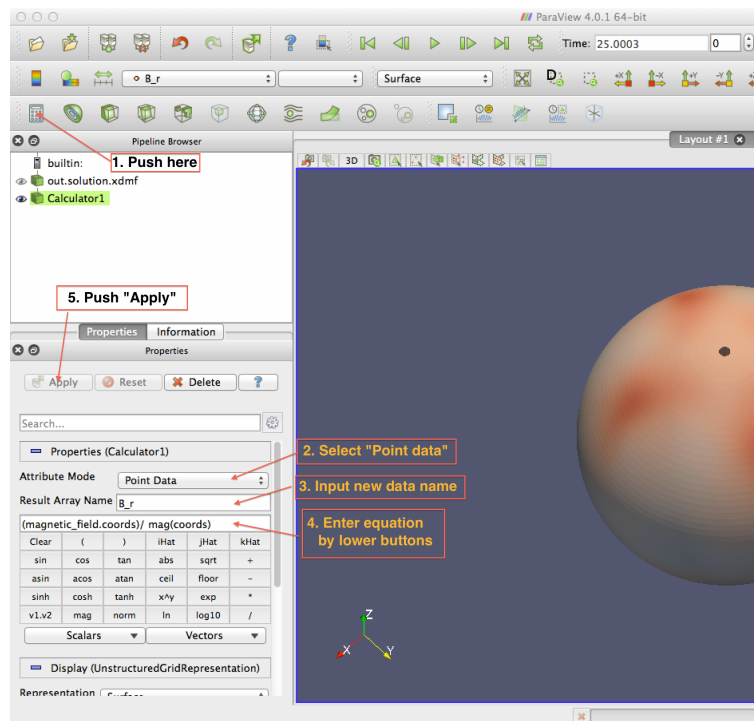 ParaView 4.0.1 64-bit
Time: 25.0003
0
B_r
Surface
+X
-X
+Y
-Y
Pipeline Browser
Layout #1
builtin:
1. Push here
3D
out.solution.xdmf
Calculator1
5. Push "Apply"
Properties
Information
Properties
Apply
Reset
Delete
?
Search...
Properties (Calculator1)
2. Select "Point data"
Attribute Mode
Point Data
3. Input new data name
Result Array Name
B_r
(magnetic_field.coords)/ mag(coords)
4. Enter equation
by lower buttons
Clear ( ) iHat jHat kHat
sin cos tan abs sqrt +
asin acos atan ceil floor -
sinh cosh tanh x^y exp *
v1.v2 mag norm ln log10 /
Scalars
Vectors
Z
X
Y
Display (UnstructuredGridRepresentation)
Representation
Surface